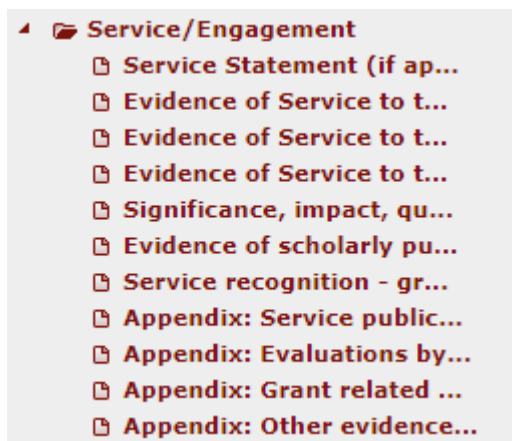 Service/Engagement
Service Statement (if ap...
Evidence of Service to t...
Evidence of Service to t...
Evidence of Service to t...
Significance, impact, qu...
Evidence of scholarly pu...
Service recognition - gr...
Appendix: Service public...
Appendix: Evaluations by...
Appendix: Grant related ...
Appendix: Other evidence...